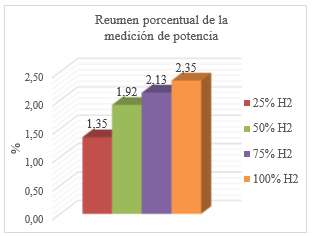 Reumen porcentual de la
medición de potencia
2,50
2,00
1,50
1,00
0,50
0,00
%
1,35
1,92
2,13
2,35
25% H2
50% H2
75% H2
100% H2